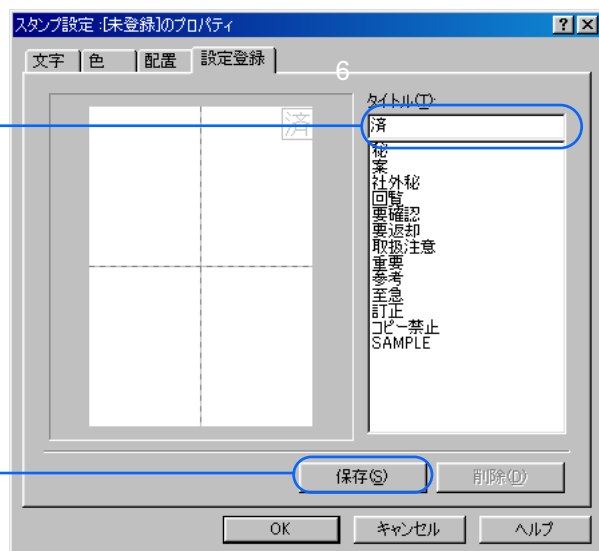 スタンプ設定 :[未登録]のプロパティ
文字 色 配置 設定登録
6
タイトル(T):
済
済
秘
案
社外秘
回覧
要確認
要返却
取扱注意
重要
参考
至急
訂正
コピー禁止
SAMPLE
保存(S) 削除(D)
OK キャンセル ヘルプ